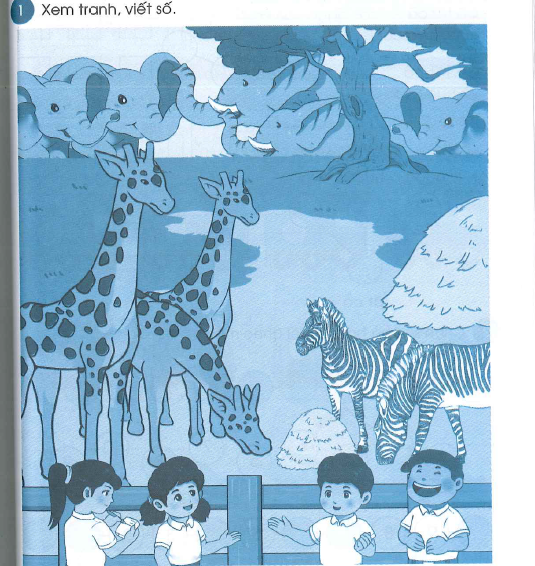 1 Xem tranh, viết số.